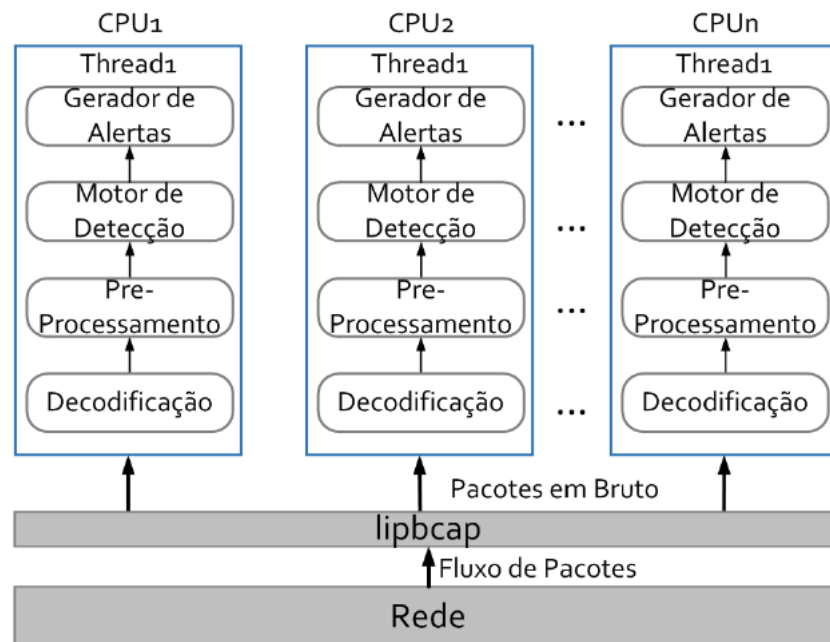 CPU1 CPU2 CPUn
Thread1 Thread1 Thread1
Gerador de Gerador de Gerador de
Alertas Alertas ... Alertas
Motor de Motor de Motor de
Detecção Detecção ... Detecção
Pre- Pre- Pre-
Processamento Processamento ... Processamento
Decodificação Decodificação ... Decodificação
Pacotes em Bruto
lipbcap
Fluxo de Pacotes
Rede